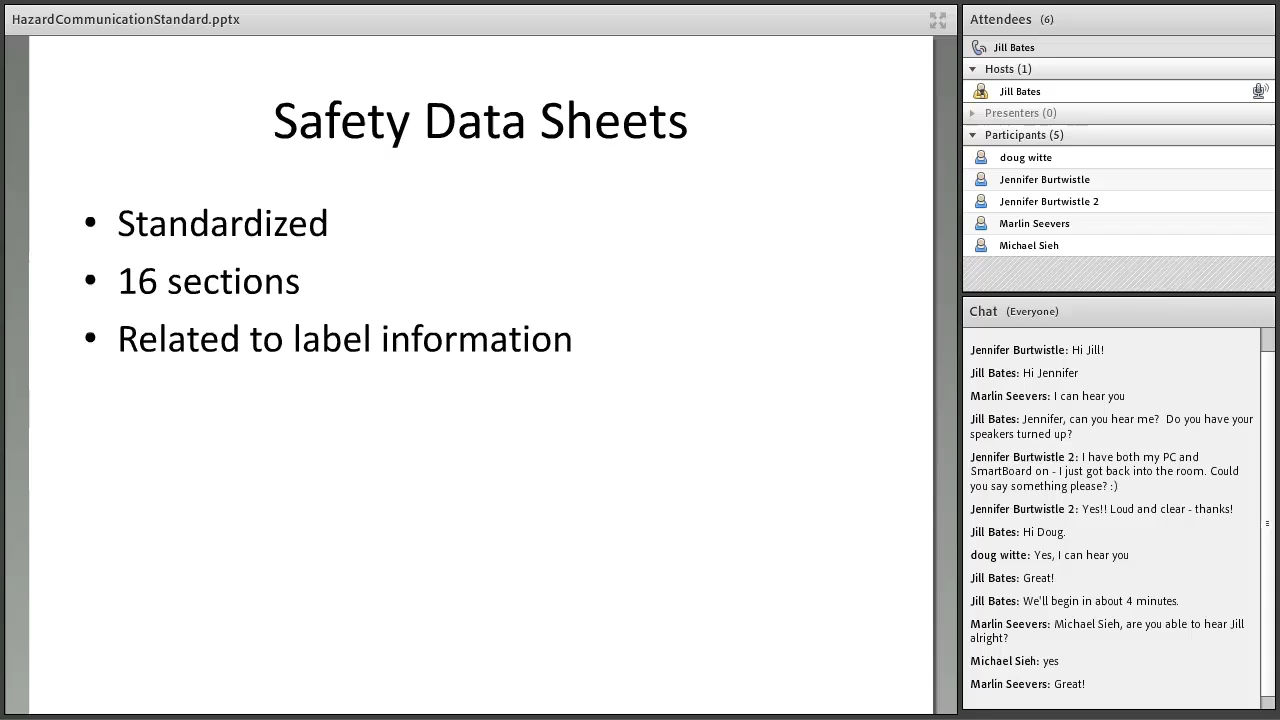 HazardCommunicationStandard.pptx
Safety Data Sheets
• Standardized
• 16 sections
• Related to label information
Attendees (6)
Jill Bates
Hosts (1)
Jill Bates
Presenters (0)
Participants (5)
doug witte
Jennifer Burtwistle
Jennifer Burtwistle 2
Marlin Seevers
Michael Sieh
Chat (Everyone)
Jennifer Burtwistle: Hi Jill!
Jill Bates: Hi Jennifer
Marlin Seevers: I can hear you
Jill Bates: Jennifer, can you hear me?  Do you have your
speakers turned up?
Jennifer Burtwistle 2: I have both my PC and
SmartBoard on - I just got back into the room. Could
you say something please? :)
Jennifer Burtwistle 2: Yes!! Loud and clear - thanks!
Jill Bates: Hi Doug.
doug witte: Yes, I can hear you
Jill Bates: Great!
Jill Bates: We'll begin in about 4 minutes.
Marlin Seevers: Michael Sieh, are you able to hear Jill
alright?
Michael Sieh: yes
Marlin Seevers: Great!